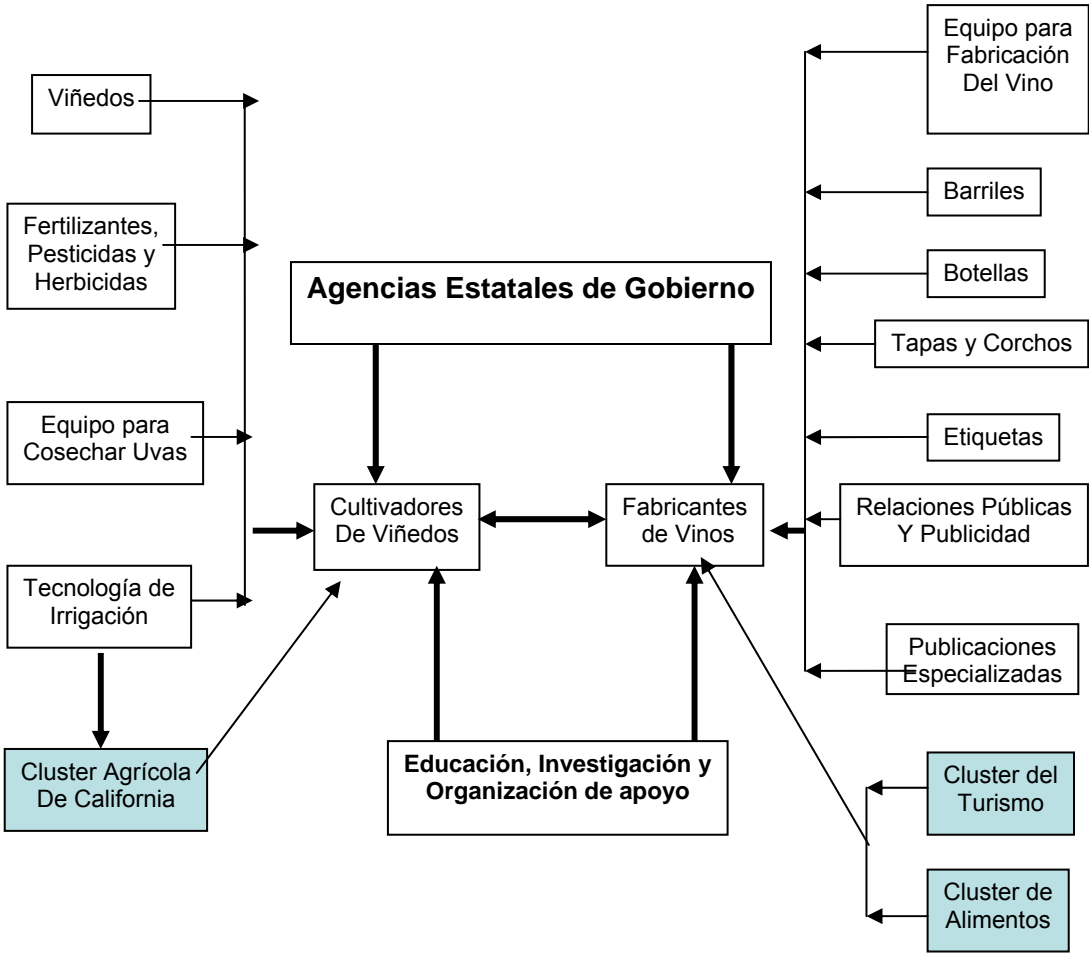 Equipo para
Fabricación
Del Vino
Viñedos
Barriles
Fertilizantes,
Pesticidas y
Herbicidas
Botellas
Agencias Estatales de Gobierno
Tapas y Corchos
Equipo para
Cosechar Uvas
Etiquetas
Cultivadores
De Viñedos
Fabricantes
de Vinos
Relaciones Públicas
Y Publicidad
Tecnología de
Irrigación
Publicaciones
Especializadas
Cluster Agrícola
De California
Educación, Investigación y
Organización de apoyo
Cluster del
Turismo
Cluster de
Alimentos